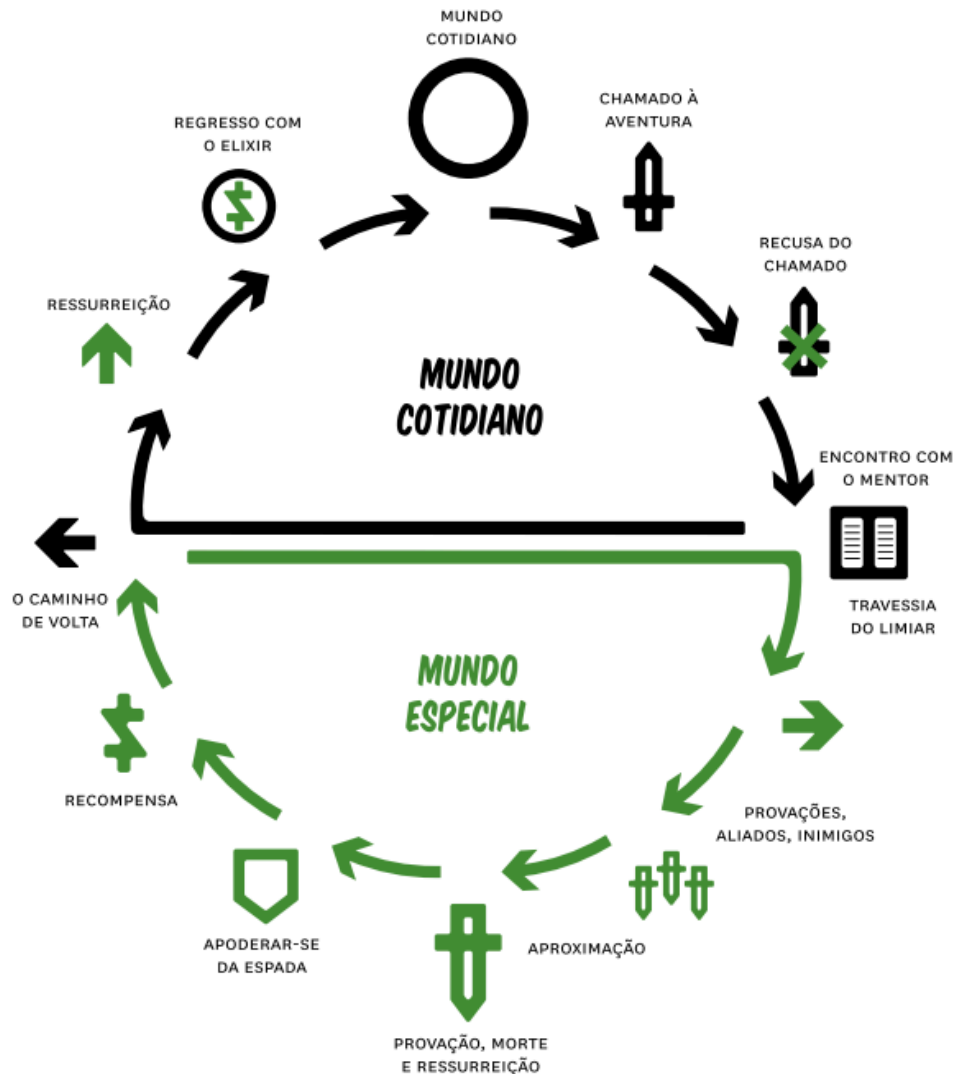 MUNDO
COTIDIANO
CHAMADO À
AVENTURA
RECUSA DO
CHAMADO
ENCONTRO COM
O MENTOR
TRAVESSIA
DO LIMIAR
PROVAÇÕES,
ALIADOS, INIMIGOS
APROXIMAÇÃO
PROVAÇÃO, MORTE
E RESSURREIÇÃO
APODERAR-SE
DA ESPADA
RECOMPENSA
O CAMINHO
DE VOLTA
RESSURREIÇÃO
REGRESSO COM
O ELIXIR
MUNDO
COTIDIANO
MUNDO
ESPECIAL